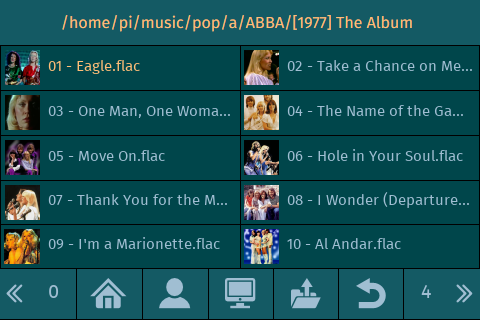 /home/pi/music/pop/a/ABBA/[1977] The Album
01 - Eagle.flac
02 - Take a Chance on Me...
03 - One Man, One Woma...
04 - The Name of the Ga...
05 - Move On.flac
06 - Hole in Your Soul.flac
07 - Thank You for the M...
08 - I Wonder (Departure...
09 - I'm a Marionette.flac
10 - Al Andar.flac
0
4